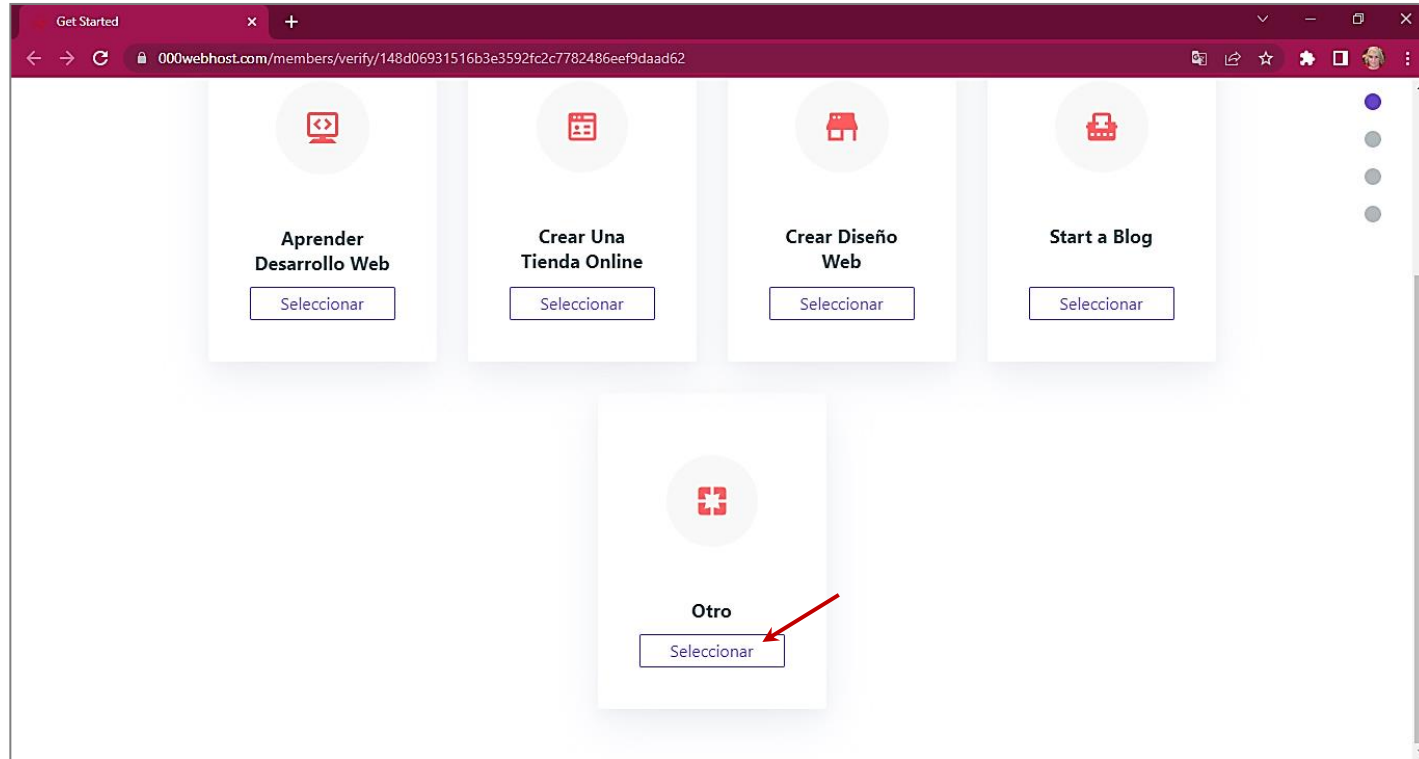 Get Started
000webhost.com/members/verify/148d06931516b3e3592fc2c7782486eef9daad62
Aprender
Desarrollo Web
Seleccionar
Crear Una
Tienda Online
Seleccionar
Crear Diseño
Web
Seleccionar
Start a Blog
Seleccionar
Otro
Seleccionar